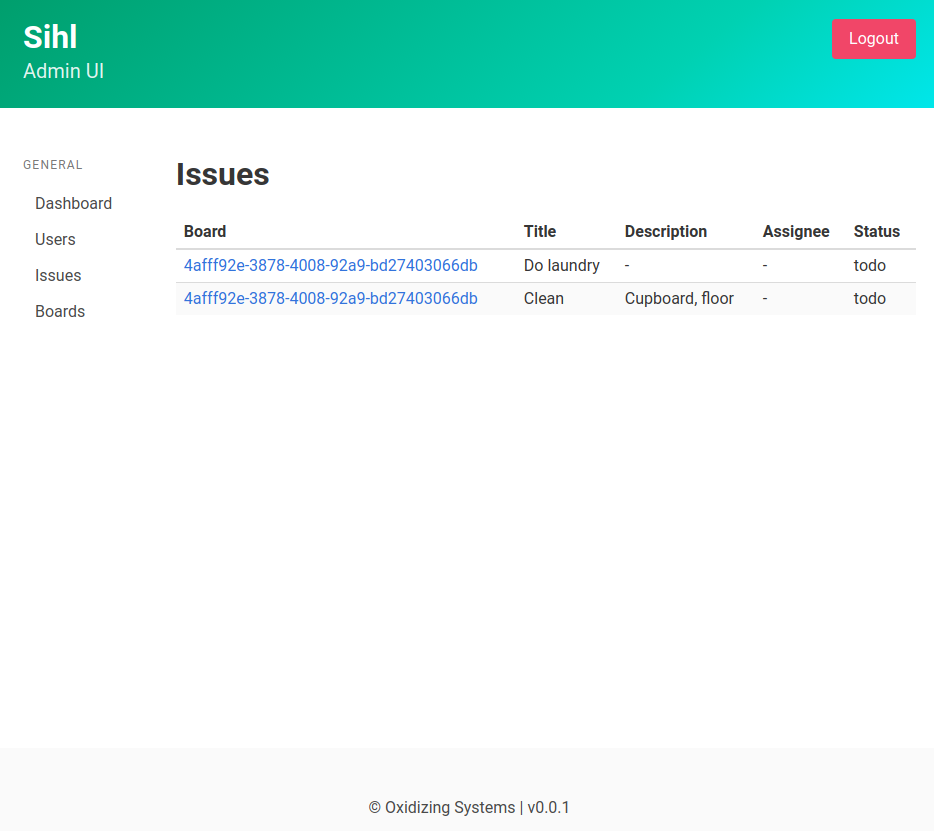 Sihl
Admin UI
Logout
GENERAL
Dashboard
Users
Issues
Boards
Issues
Board Title Description Assignee Status
4afff92e-3878-4008-92a9-bd27403066db Do laundry - - todo
4afff92e-3878-4008-92a9-bd27403066db Clean Cupboard, floor - todo
© Oxidizing Systems | v0.0.1